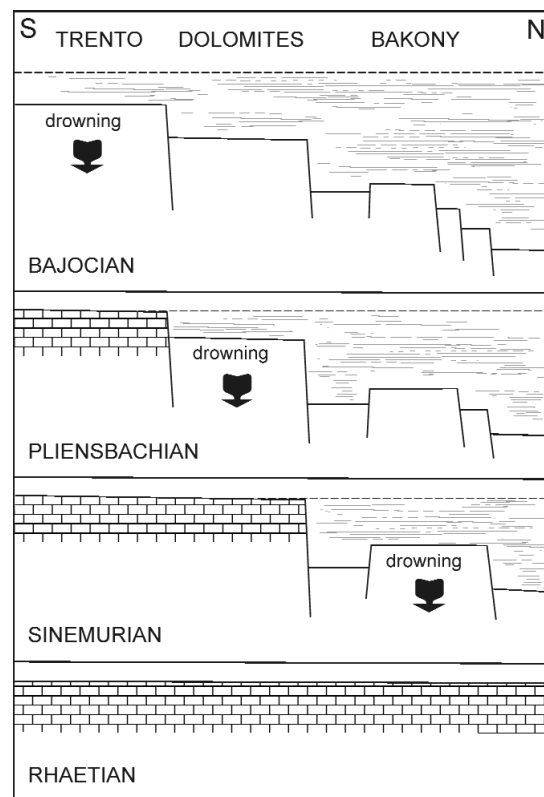 S TRENTO DOLOMITES BAKONY N
drowning
BAJOCIAN
drowning
PLIENSBACHIAN
drowning
SINEMURIAN
RHAETIAN